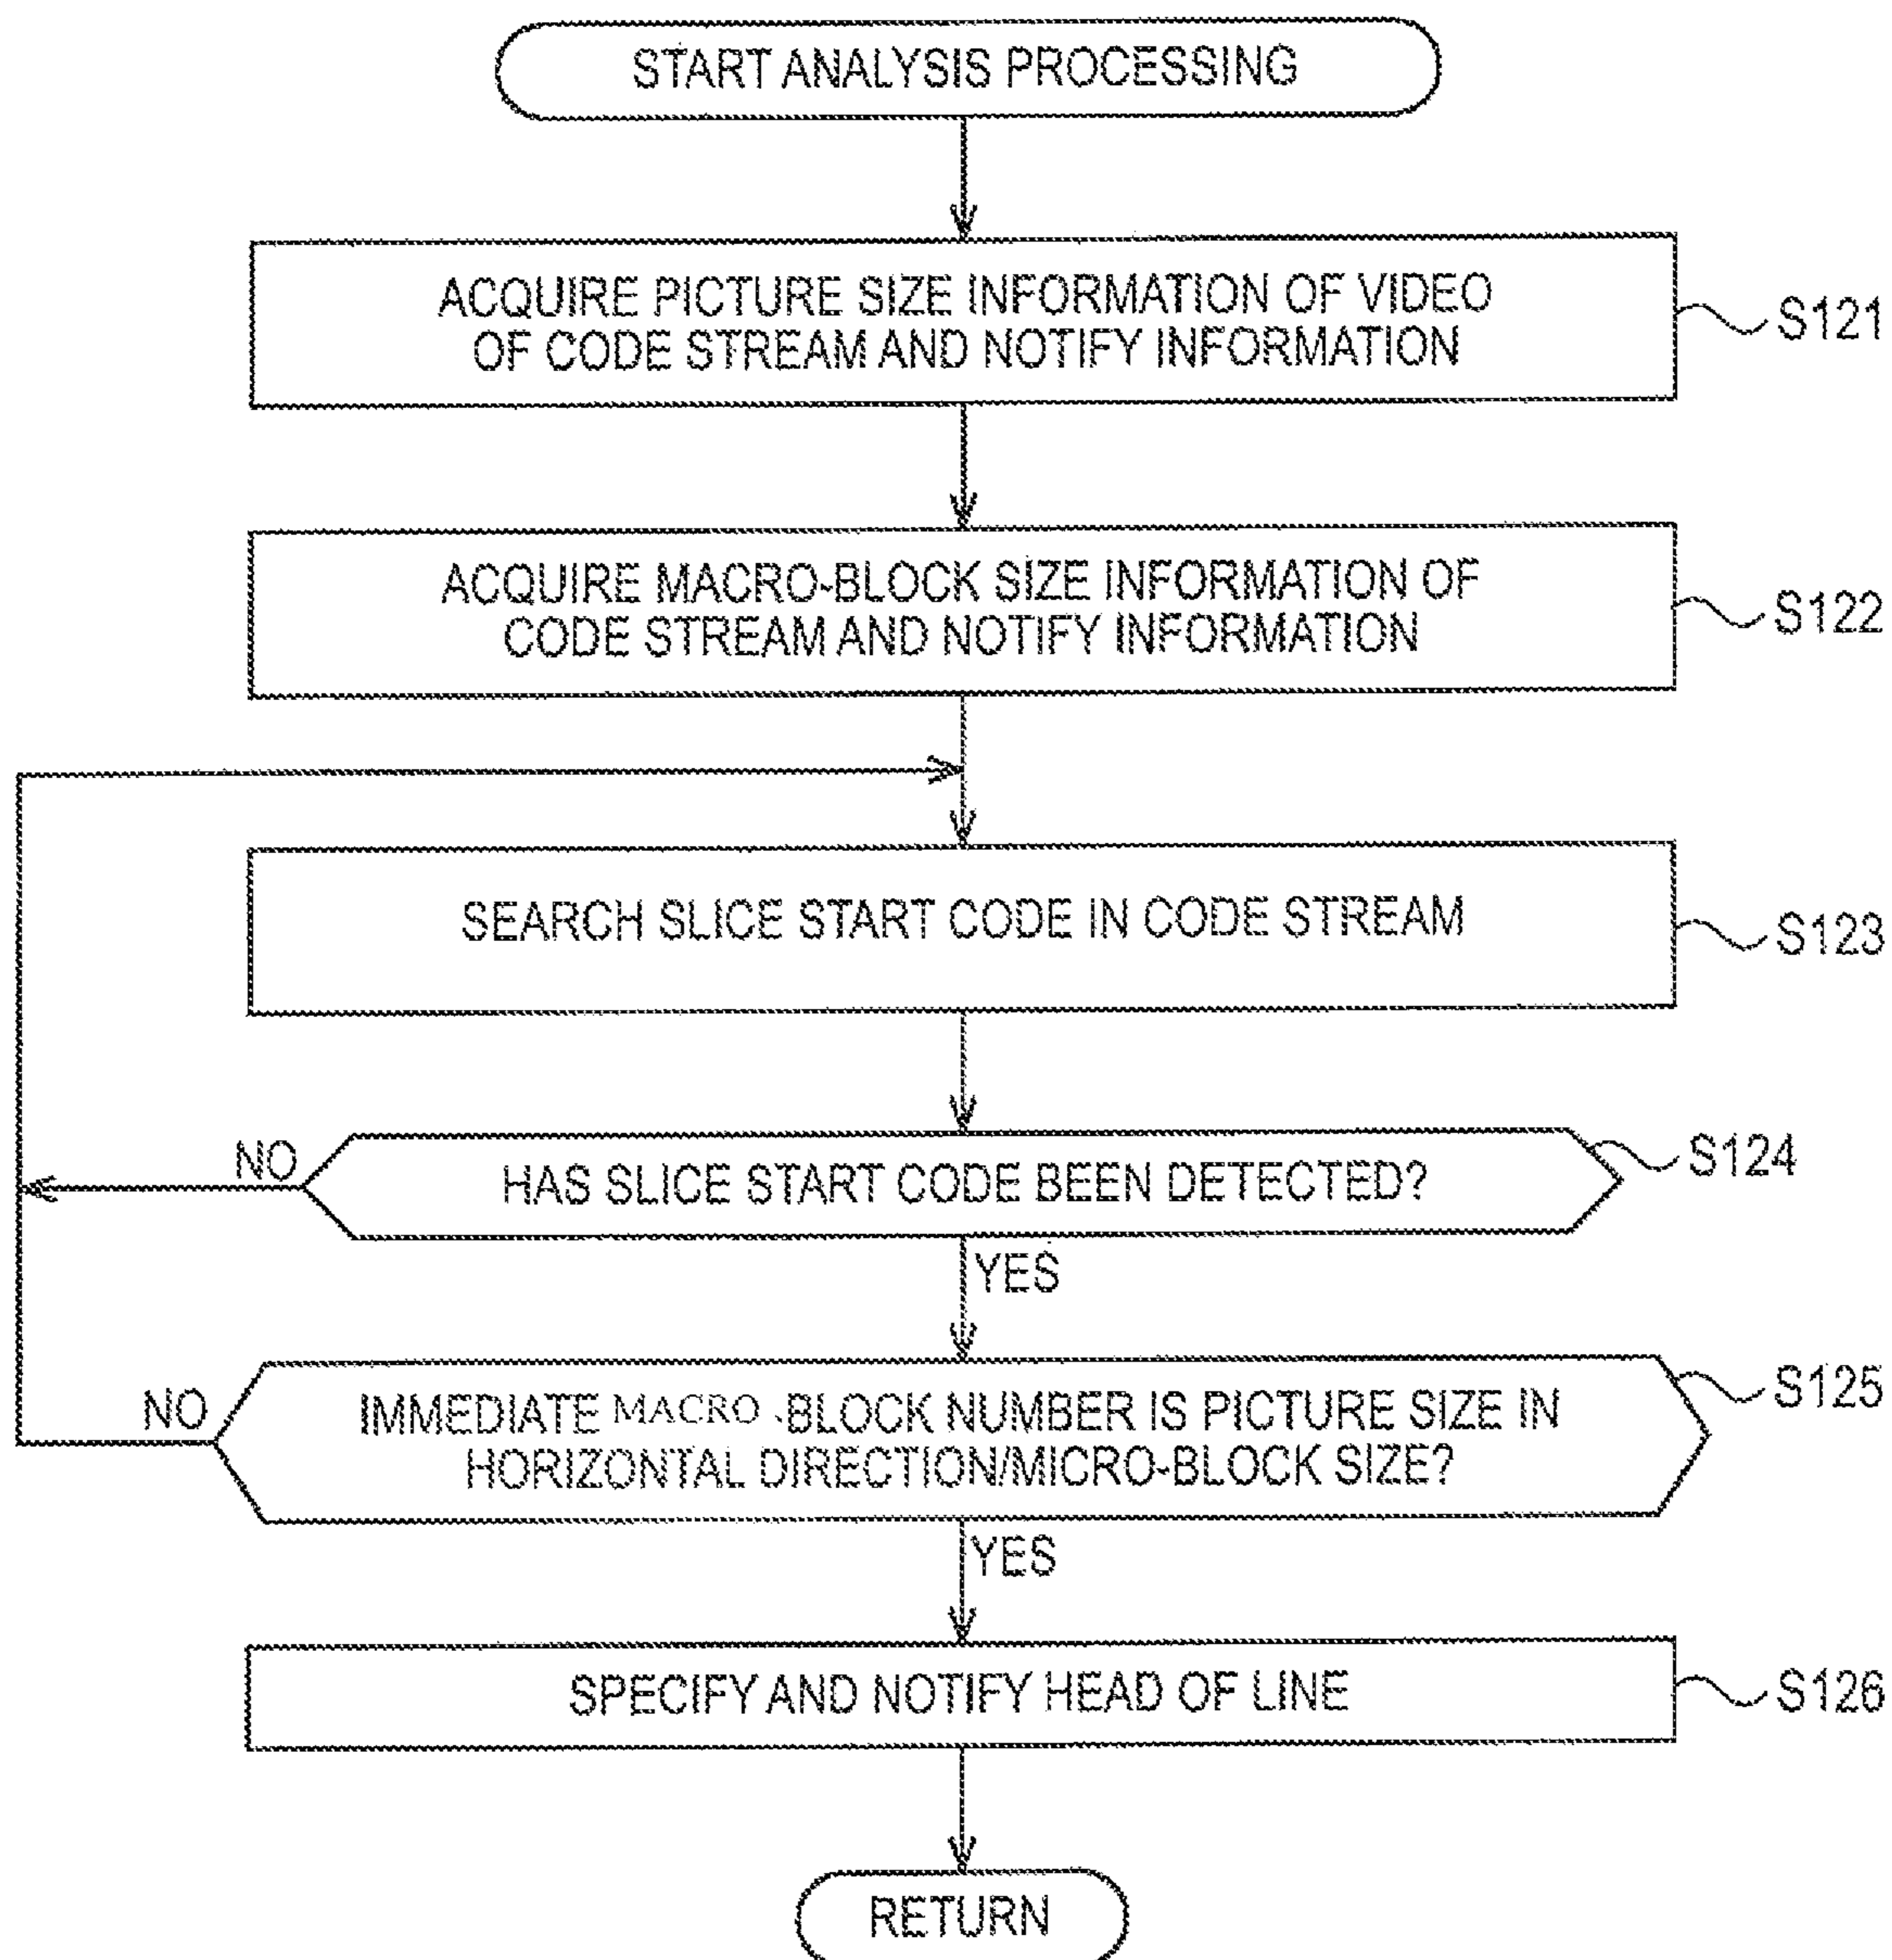 START ANALYSIS PROCESSING
ACQUIRE PICTURE SIZE INFORMATION OF VIDEO
OF CODE STREAM AND NOTIFY INFORMATION
S121
ACQUIRE MACRO-BLOCK SIZE INFORMATION OF
CODE STREAM AND NOTIFY INFORMATION
S122
SEARCH SLICE START CODE IN CODE STREAM
S123
NO
HAS SLICE START CODE BEEN DETECTED?
S124
YES
NO
IMMEDIATE MACRO-BLOCK NUMBER IS PICTURE SIZE IN
HORIZONTAL DIRECTION/MICRO-BLOCK SIZE?
S125
YES
SPECIFY AND NOTIFY HEAD OF LINE
S126
RETURN